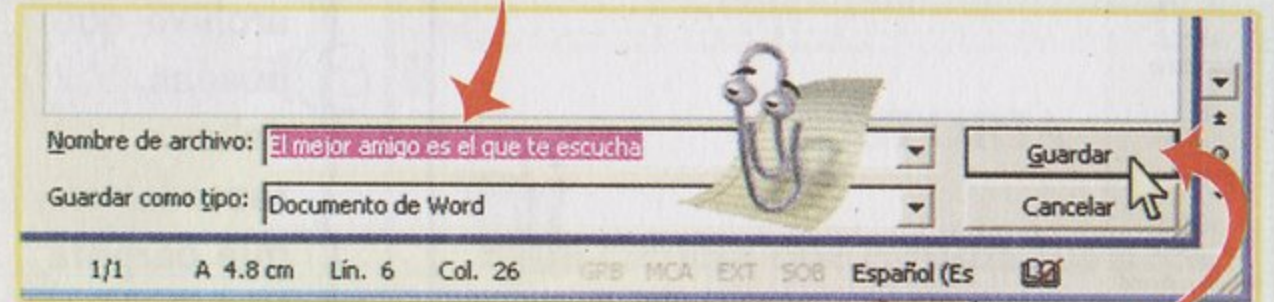 Nombre de archivo: El mejor amigo es el que te escucha Guardar
Guardar como tipo: Documento de Word Cancelar
1/1 A 4.8 cm Lín. 6 Col. 26 GRB MCA EXT SOB Español (Es